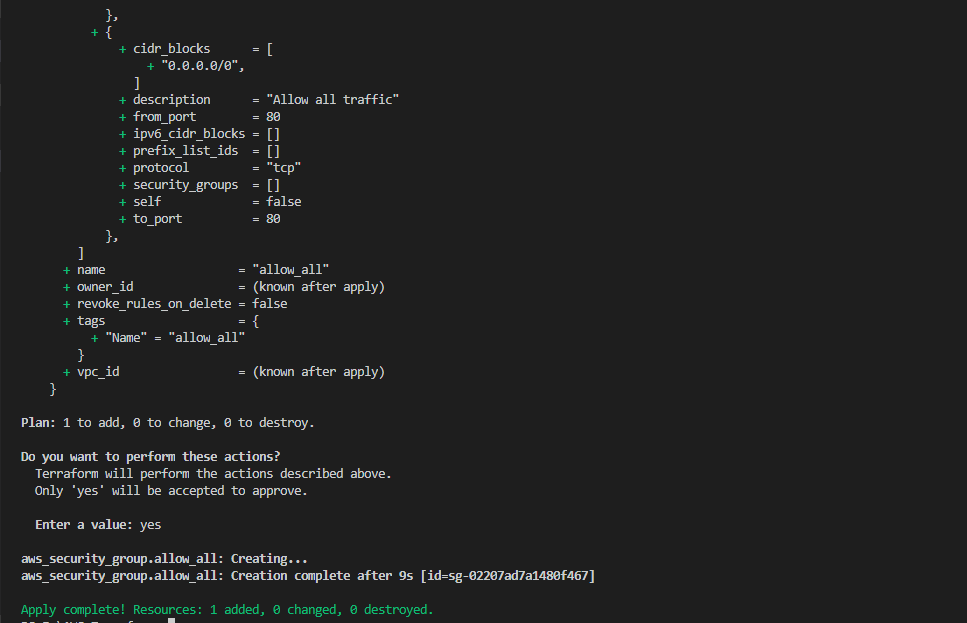 },
+ {
+ cidr_blocks      = [
+ "0.0.0.0/0",
]
+ description      = "Allow all traffic"
+ from_port        = 80
+ ipv6_cidr_blocks = []
+ prefix_list_ids  = []
+ protocol         = "tcp"
+ security_groups  = []
+ self             = false
+ to_port          = 80
},
]
+ name                   = "allow_all"
+ owner_id               = (known after apply)
+ revoke_rules_on_delete = false
+ tags                   = {
+ "Name" = "allow_all"
}
+ vpc_id                 = (known after apply)
}
Plan: 1 to add, 0 to change, 0 to destroy.
Do you want to perform these actions?
Terraform will perform the actions described above.
Only 'yes' will be accepted to approve.
Enter a value: yes
aws_security_group.allow_all: Creating...
aws_security_group.allow_all: Creation complete after 9s [id=sg-02207ad7a1480f467]
Apply complete! Resources: 1 added, 0 changed, 0 destroyed.